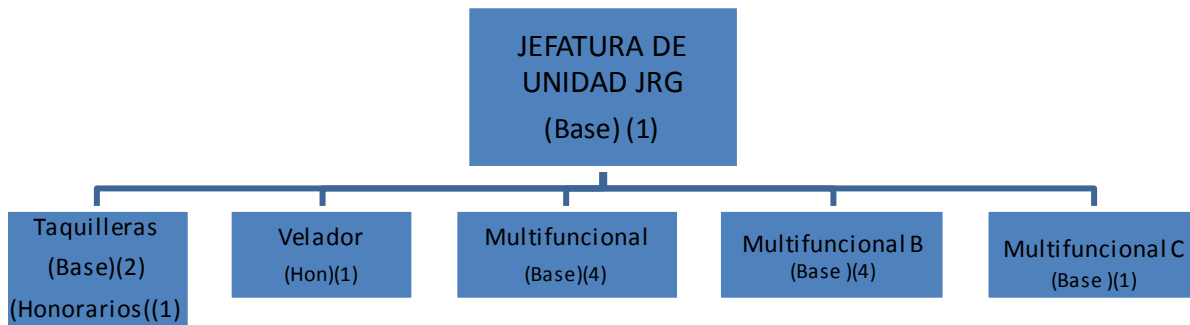 JEFATURA DE
UNIDAD JRG
(Base) (1)
Taquilleras
(Base)(2)
(Honorarios((1)
Velador
(Hon)(1)
Multifuncional
(Base)(4)
Multifuncional B
(Base )(4)
Multifuncional C
(Base )(1)